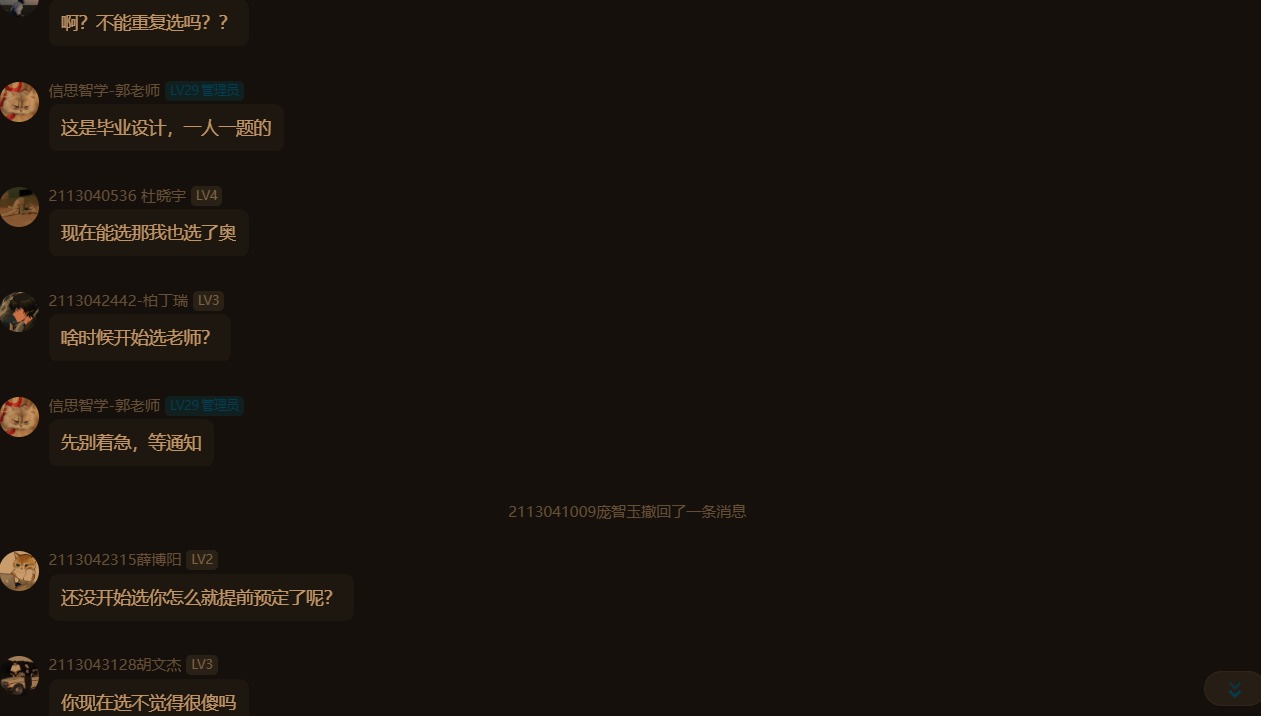 啊？不能重复选吗？？
信思智学-郭老师 LV29 管理员
这是毕业设计，一人一题的
2113040536 杜晓宇 LV4
现在能选那我也选了奥
2113042442-柏丁瑞 LV3
啥时候开始选老师？
信思智学-郭老师 LV29 管理员
先别着急，等通知
2113041009庞智玉撤回了一条消息
2113042315薛博阳 LV2
还没开始选你怎么就提前预定了呢？
2113043128胡文杰 LV3
你现在选不觉得很傻吗